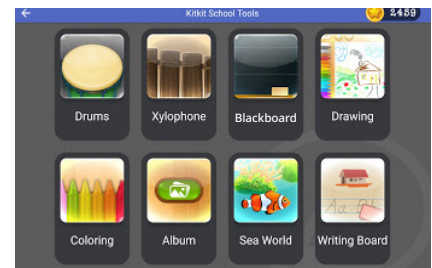 Kitkit School Tools
2459
Drums
Xylophone
Blackboard
Drawing
Coloring
Album
Sea World
Writing Board